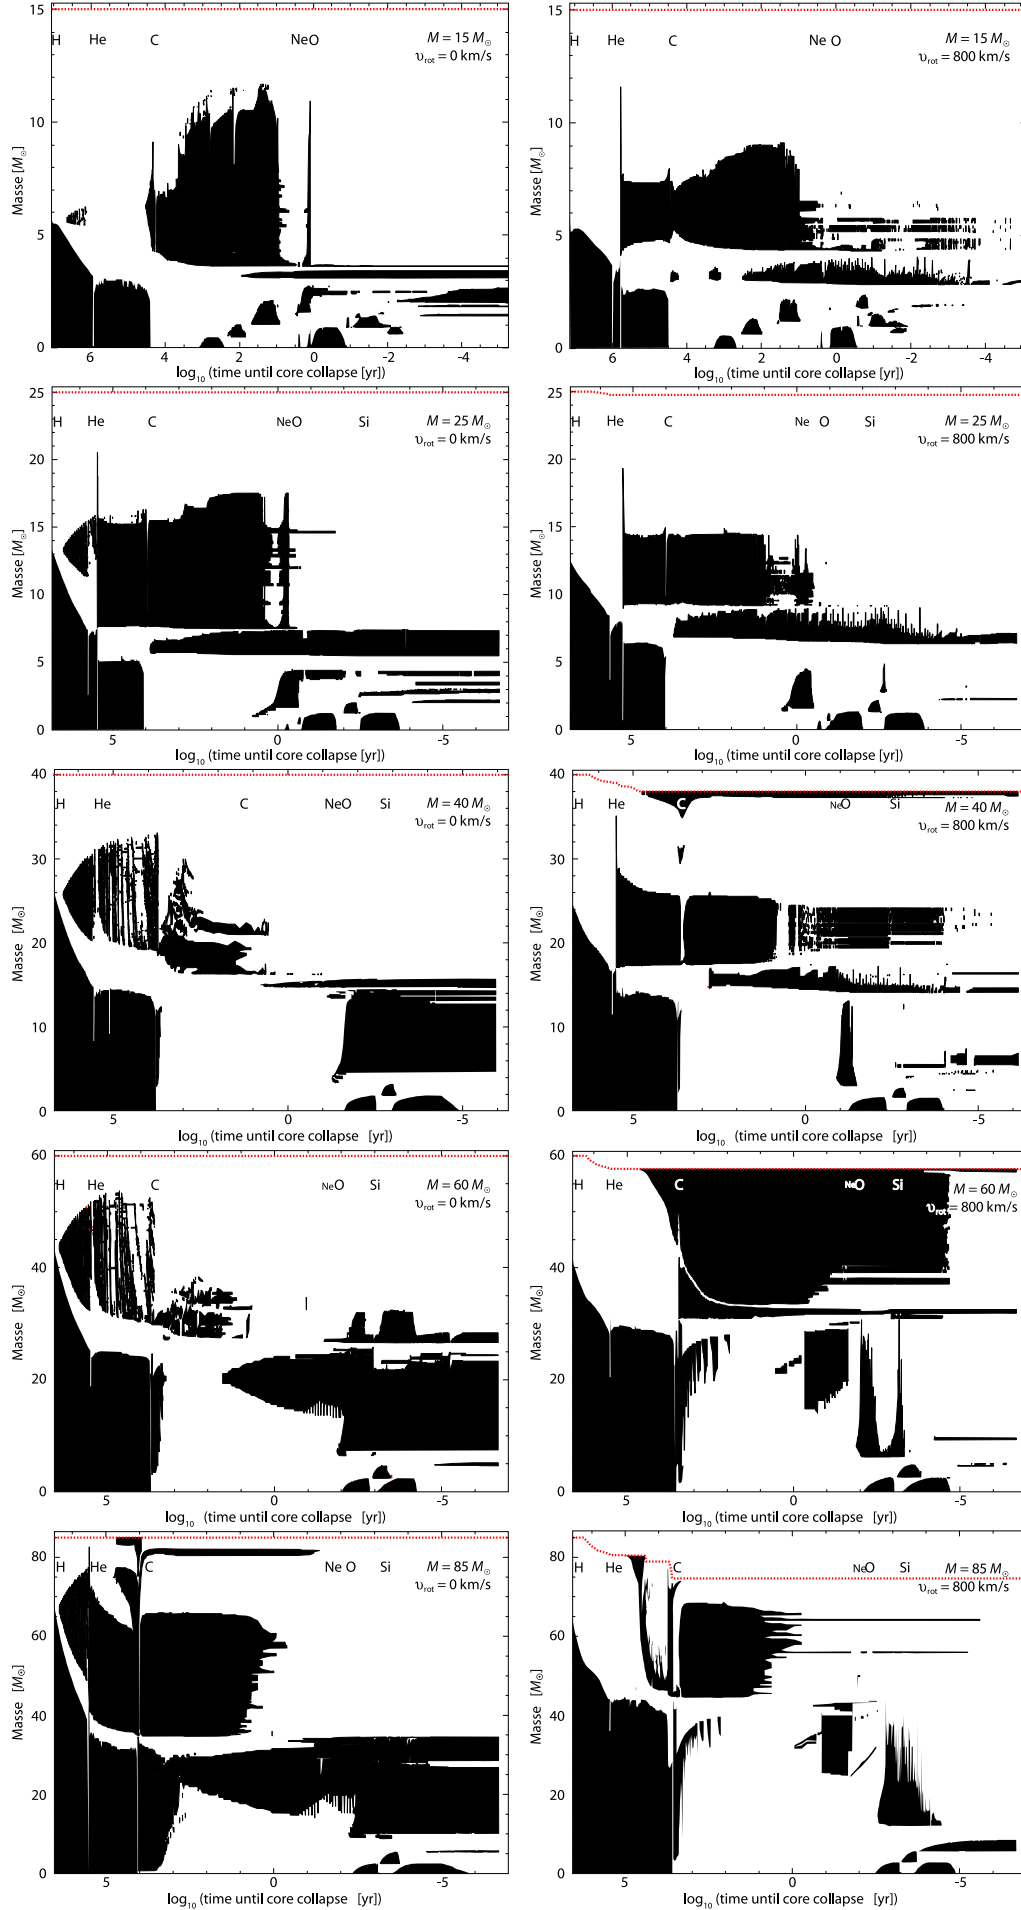 15
H He C NeO M = 15 M☉
υrot = 0 km/s
10
Masse [M☉]
5
0
6 4 2 0 -2 -4
log10 (time until core collapse [yr])
15
H He C Ne O M = 15 M☉
υrot = 800 km/s
10
Masse [M☉]
5
0
6 4 2 0 -2 -4
log10 (time until core collapse [yr])
25
H He C NeO Si M = 25 M☉
υrot = 0 km/s
20
15
Masse [M☉]
10
5
0
5 0 -5
log10 (time until core collapse [yr])
25
H He C Ne O Si M = 25 M☉
υrot = 800 km/s
20
15
Masse [M☉]
10
5
0
5 0 -5
log10 (time until core collapse [yr])
40
H He C NeO Si M = 40 M☉
υrot = 0 km/s
30
Masse [M☉]
20
10
0
5 0 -5
log10 (time until core collapse [yr])
40
H He C NeO Si M = 40 M☉
υrot = 800 km/s
30
Masse [M☉]
20
10
0
5 0 -5
log10 (time until core collapse [yr])
60
H He C NeO Si M = 60 M☉
υrot = 0 km/s
50
40
Masse [M☉]
30
20
10
0
5 0 -5
log10 (time until core collapse [yr])
60
H He C NeO Si M = 60 M☉
υrot = 800 km/s
50
40
Masse [M☉]
30
20
10
0
5 0 -5
log10 (time until core collapse [yr])
80
H He C Ne O Si M = 85 M☉
υrot = 0 km/s
60
Masse [M☉]
40
20
0
5 0 -5
log10 (time until core collapse [yr])
80
H He C NeO Si M = 85 M☉
υrot = 800 km/s
60
Masse [M☉]
40
20
0
5 0 -5
log10 (time until core collapse [yr])